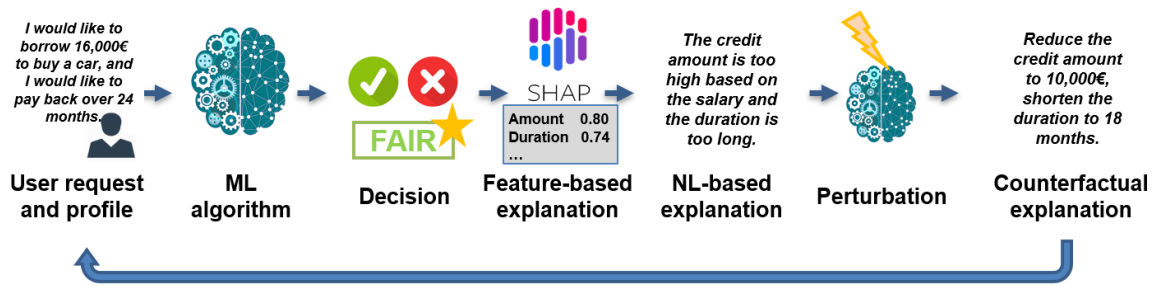 I would like to
borrow 16,000€
to buy a car, and
I would like to
pay back over 24
months.
User request
and profile
ML
algorithm
FAIR
Decision
SHAP
Amount 0.80
Duration 0.74
...
Feature-based
explanation
The credit
amount is too
high based on
the salary and
the duration is
too long.
NL-based
explanation
Perturbation
Reduce the
credit amount
to 10,000€,
shorten the
duration to 18
months.
Counterfactual
explanation